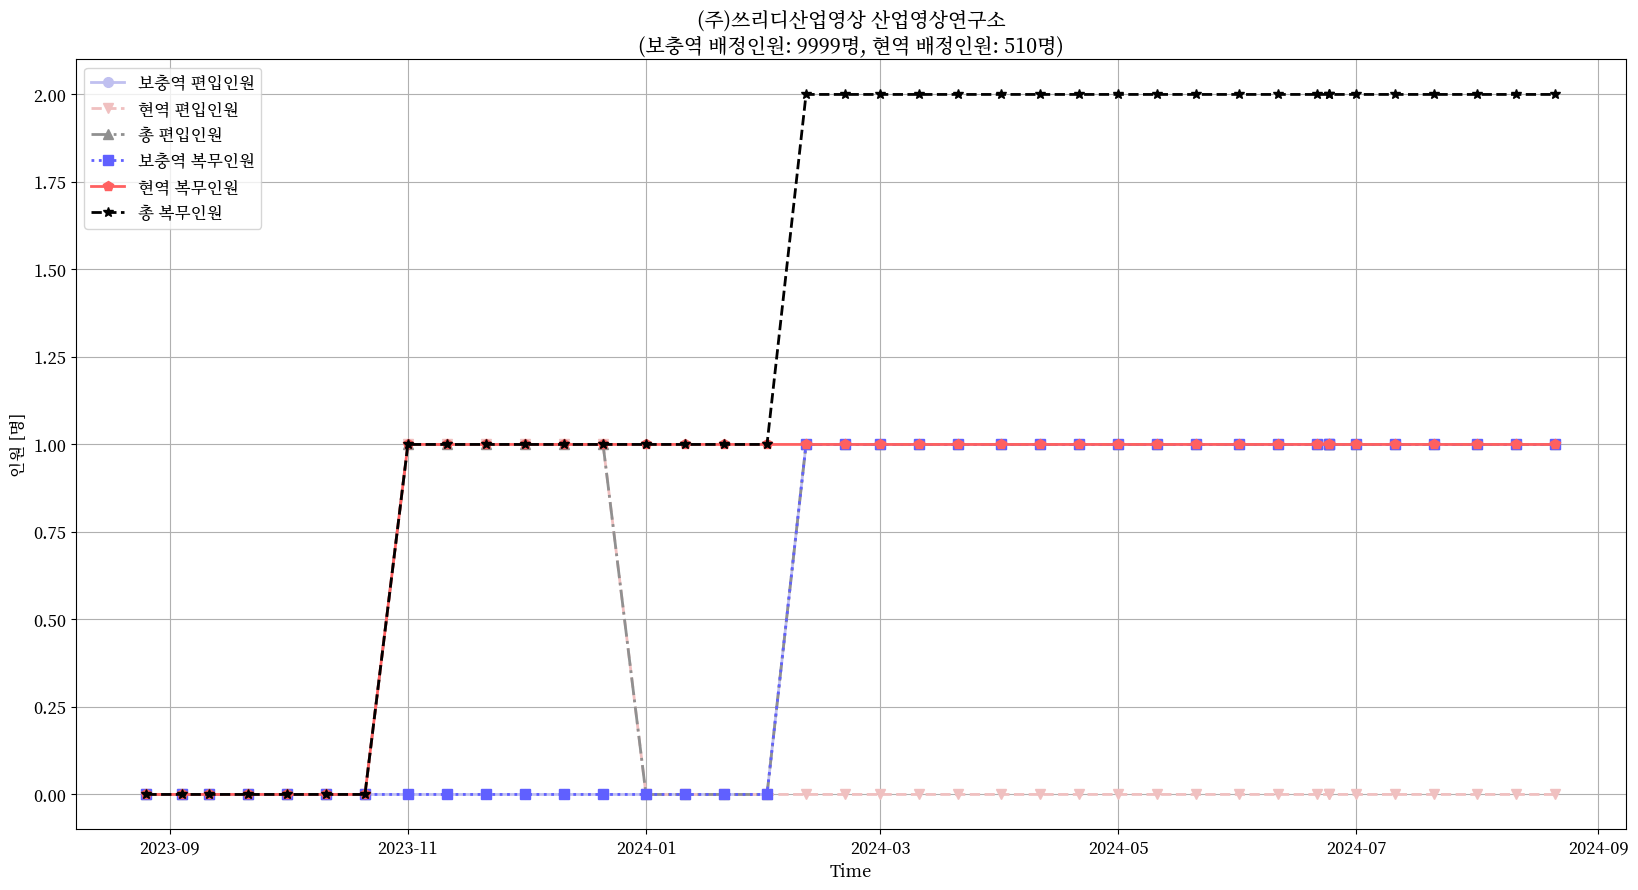 (주)쓰리디산업영상 산업영상연구소
(보충역 배정인원: 9999명, 현역 배정인원: 510명)
보충역 편입인원
현역 편입인원
총 편입인원
보충역 복무인원
현역 복무인원
총 복무인원
2.00
1.75
1.50
1.25
1.00
0.75
0.50
0.25
0.00
인원 [명]
2023-09 2023-11 2024-01 2024-03 2024-05 2024-07 2024-09
Time